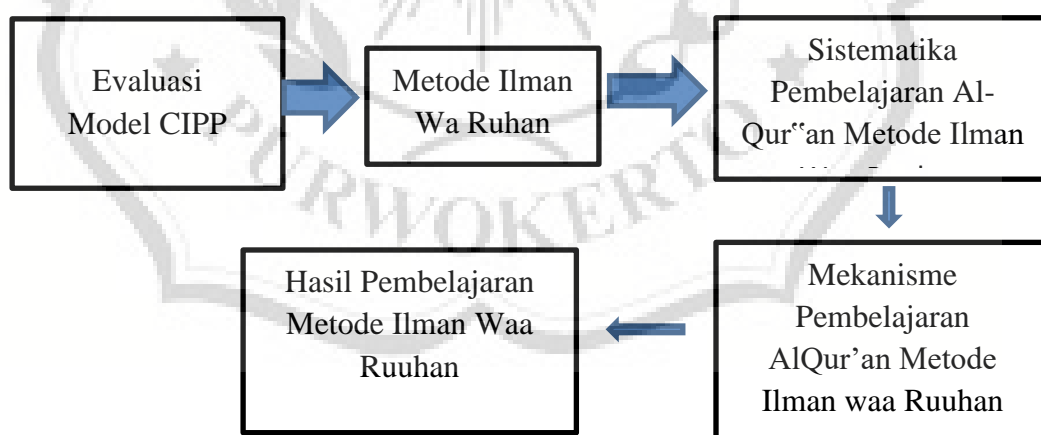 Evaluasi
Model CIPP
Metode Ilman
Wa Ruhan
Sistematika
Pembelajaran Al-
Qur‟an Metode Ilman
Mekanisme
Pembelajaran
AlQur’an Metode
Ilman waa Ruuhan
Hasil Pembelajaran
Metode Ilman Waa
Ruuhan
PURWOKERTO